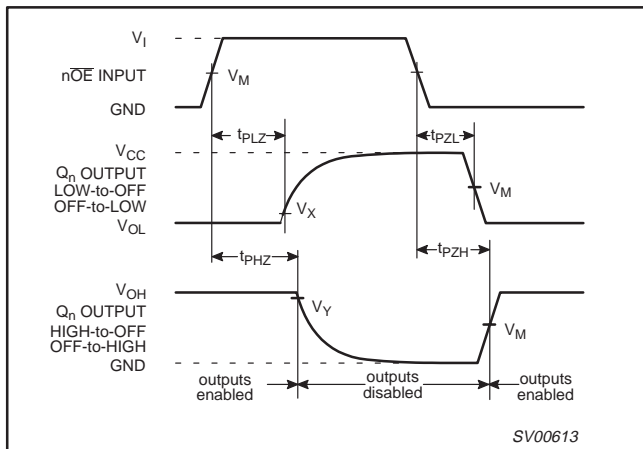 V_I
nO̅E̅ INPUT
V_M
GND
t_PLZ
t_PZL
V_CC
Q_n OUTPUT
LOW-to-OFF
OFF-to-LOW
V_M
V_X
V_OL
t_PHZ
t_PZH
V_OH
V_Y
Q_n OUTPUT
HIGH-to-OFF
OFF-to-HIGH
V_M
GND
outputs
enabled
outputs
disabled
outputs
enabled
SV00613